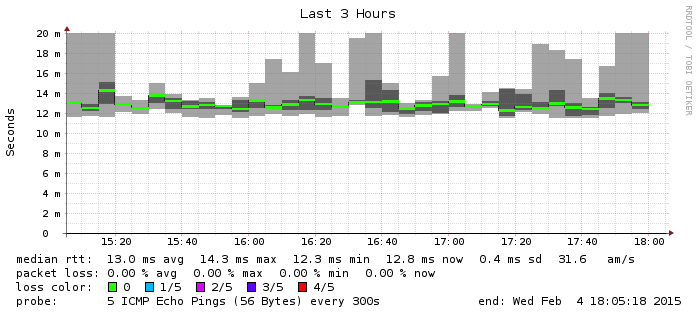 Last 3 Hours
RRDTOOL / TOBI OETIKER
Seconds
20 m
18 m
16 m
14 m
12 m
10 m
8 m
6 m
4 m
2 m
0
15:20 15:40 16:00 16:20 16:40 17:00 17:20 17:40 18:00
median rtt: 13.0 ms avg 14.3 ms max 12.3 ms min 12.8 ms now 0.4 ms sd 31.6 am/s
packet loss: 0.00 % avg 0.00 % max 0.00 % min 0.00 % now
loss color: 0 1/5 2/5 3/5 4/5
probe: 5 ICMP Echo Pings (56 Bytes) every 300s end: Wed Feb 4 18:05:18 2015